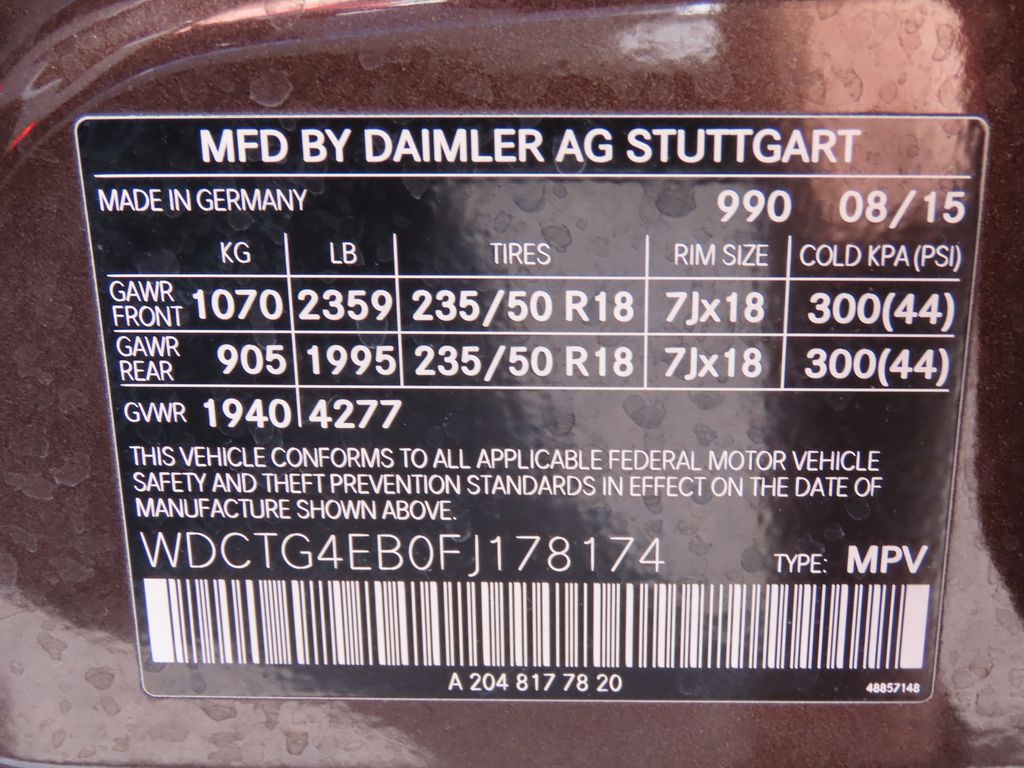 MFD BY DAIMLER AG STUTTGART
MADE IN GERMANY 990 08/15
KG LB TIRES RIM SIZE COLD KPA (PSI)
GAWR FRONT 1070 2359 235/50 R18 7Jx18 300(44)
GAWR REAR 905 1995 235/50 R18 7Jx18 300(44)
GVWR 1940 4277
THIS VEHICLE CONFORMS TO ALL APPLICABLE FEDERAL MOTOR VEHICLE
SAFETY AND THEFT PREVENTION STANDARDS IN EFFECT ON THE DATE OF
MANUFACTURE SHOWN ABOVE.
WDCTG4EB0FJ178174 TYPE: MPV
A 204 817 78 20 48857148